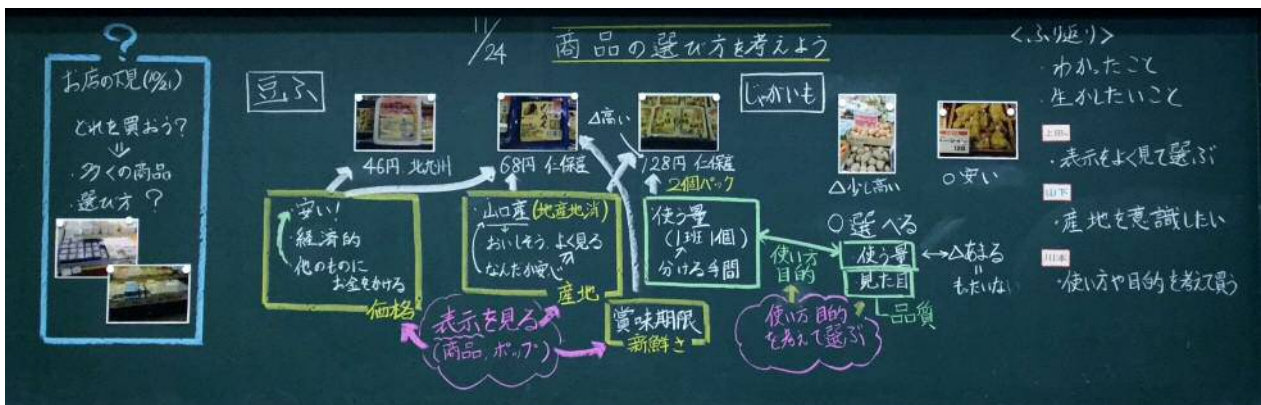 11/24 商品の選び方を考えよう
?
お店の下見(10/21)
どれを買おう?
⇓
・多くの商品
・選び方?
豆ふ
46円 北九州
68円 仁保産
△高い
128円 仁保産
2個パック
・安い!
・経済的
・他のものに
お金をかける
価格
・山口産(地産地消)
おいしそう、よく見る
なんだか安心
産地
使う量
(1班1個)
分ける手間
表示を見る
(商品、ポップ)
賞味期限
新鮮さ
じゃがいも
△少し高い
○安い
○選べる
使う量
見た目
品質
↔△あまる
॥
もったいない
使い方
目的
使い方目的
を考えて選ぶ
<ふり返り>
・わかったこと
・生かしたいこと
上田
・表示をよく見て選ぶ
山下
・産地を意識したい
川本
・使い方や目的を考えて買う